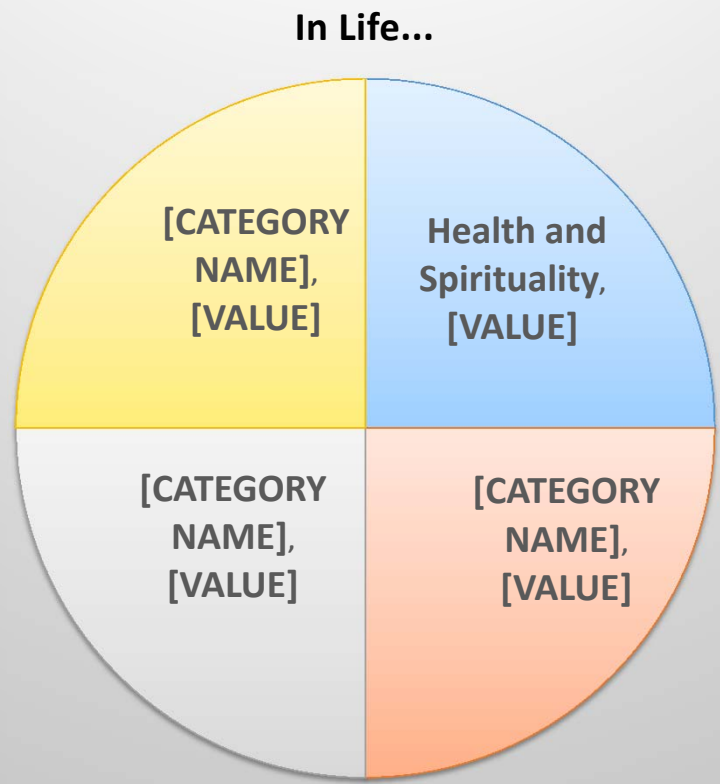 In Life...
[CATEGORY
NAME],
[VALUE]
Health and
Spirituality,
[VALUE]
[CATEGORY
NAME],
[VALUE]
[CATEGORY
NAME],
[VALUE]